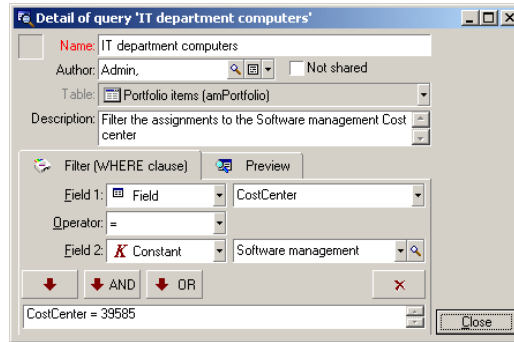 Detail of query 'IT department computers'
Name: IT department computers
Author: Admin, Not shared
Table: Portfolio items (amPortfolio)
Description: Filter the assignments to the Software management Cost
center
Filter (WHERE clause) Preview
Field 1: Field CostCenter
Operator: =
Field 2: K Constant Software management
AND OR
CostCenter = 39585
Close